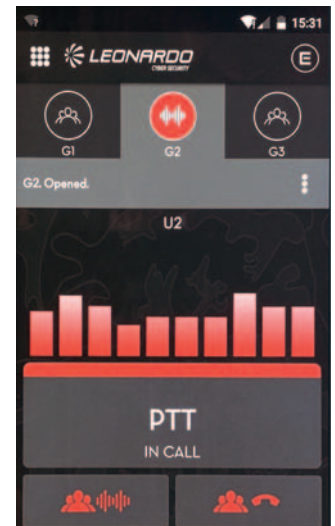 15:31
LEONARDO
CYBER SECURITY
E
G1 G2 G3
G2. Opened.
U2
PTT
IN CALL